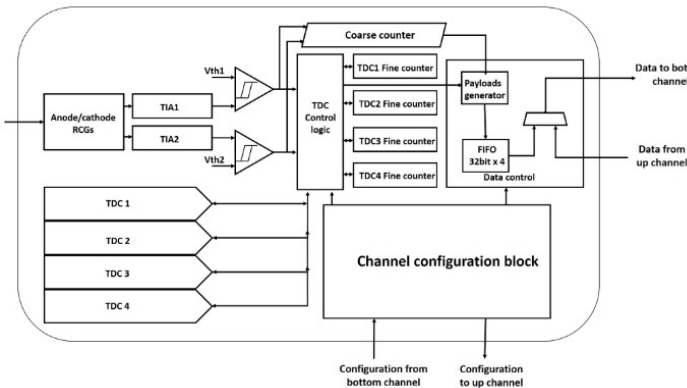 Coarse counter
Vth1
TDC1 Fine counter
Data to bot
channel
Anode/cathode
RCGs
TIA1
TIA2
TDC
Control
logic
TDC2 Fine counter
Payloads
generator
Vth2
TDC3 Fine counter
FIFO
32bit x 4
Data from
up channel
TDC4 Fine counter
Data control
TDC 1
TDC 2
TDC 3
TDC 4
Channel configuration block
Configuration from
bottom channel
Configuration
to up channel